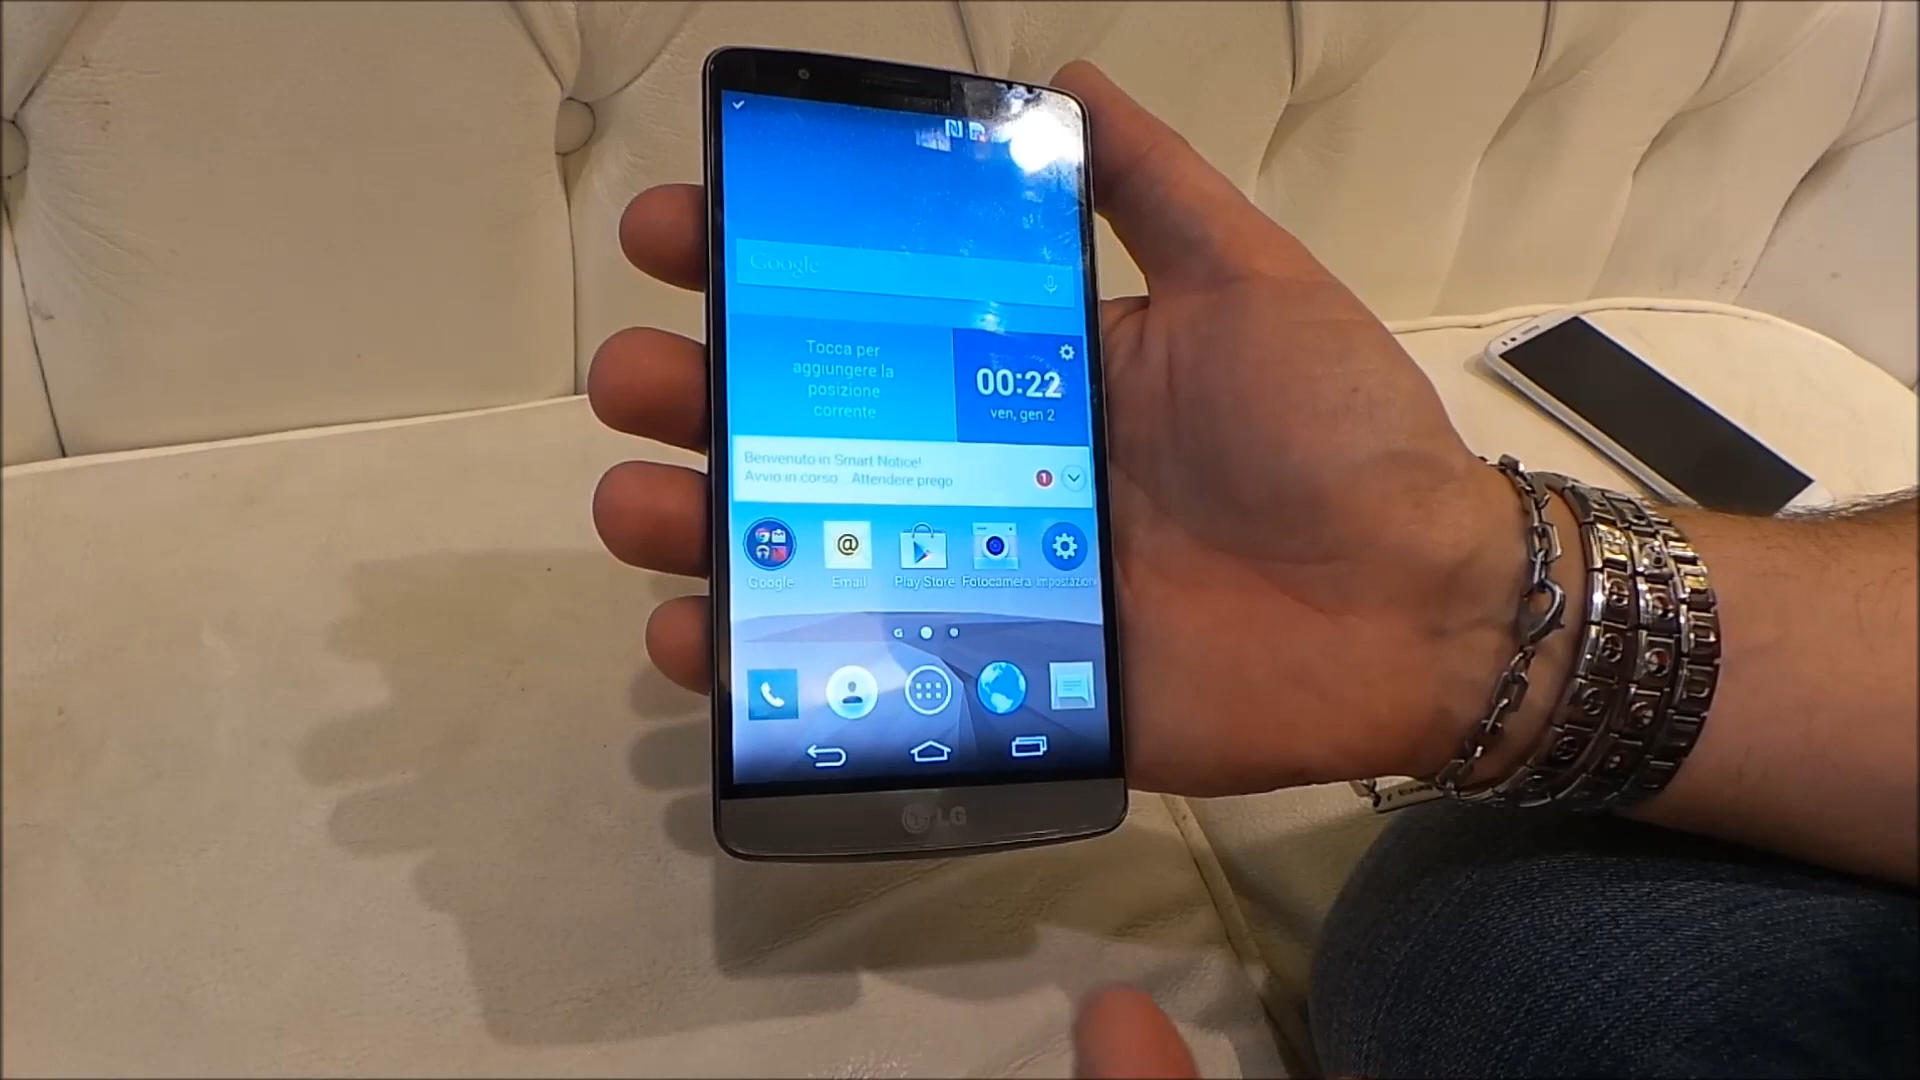 Google
Tocca per
aggiungere la
posizione
corrente
00:22
ven, gen 2
Benvenuto in Smart Notice!
Avvio in corso... Attendere prego
1
Google Email Play Store Fotocamera Impostazioni
LG